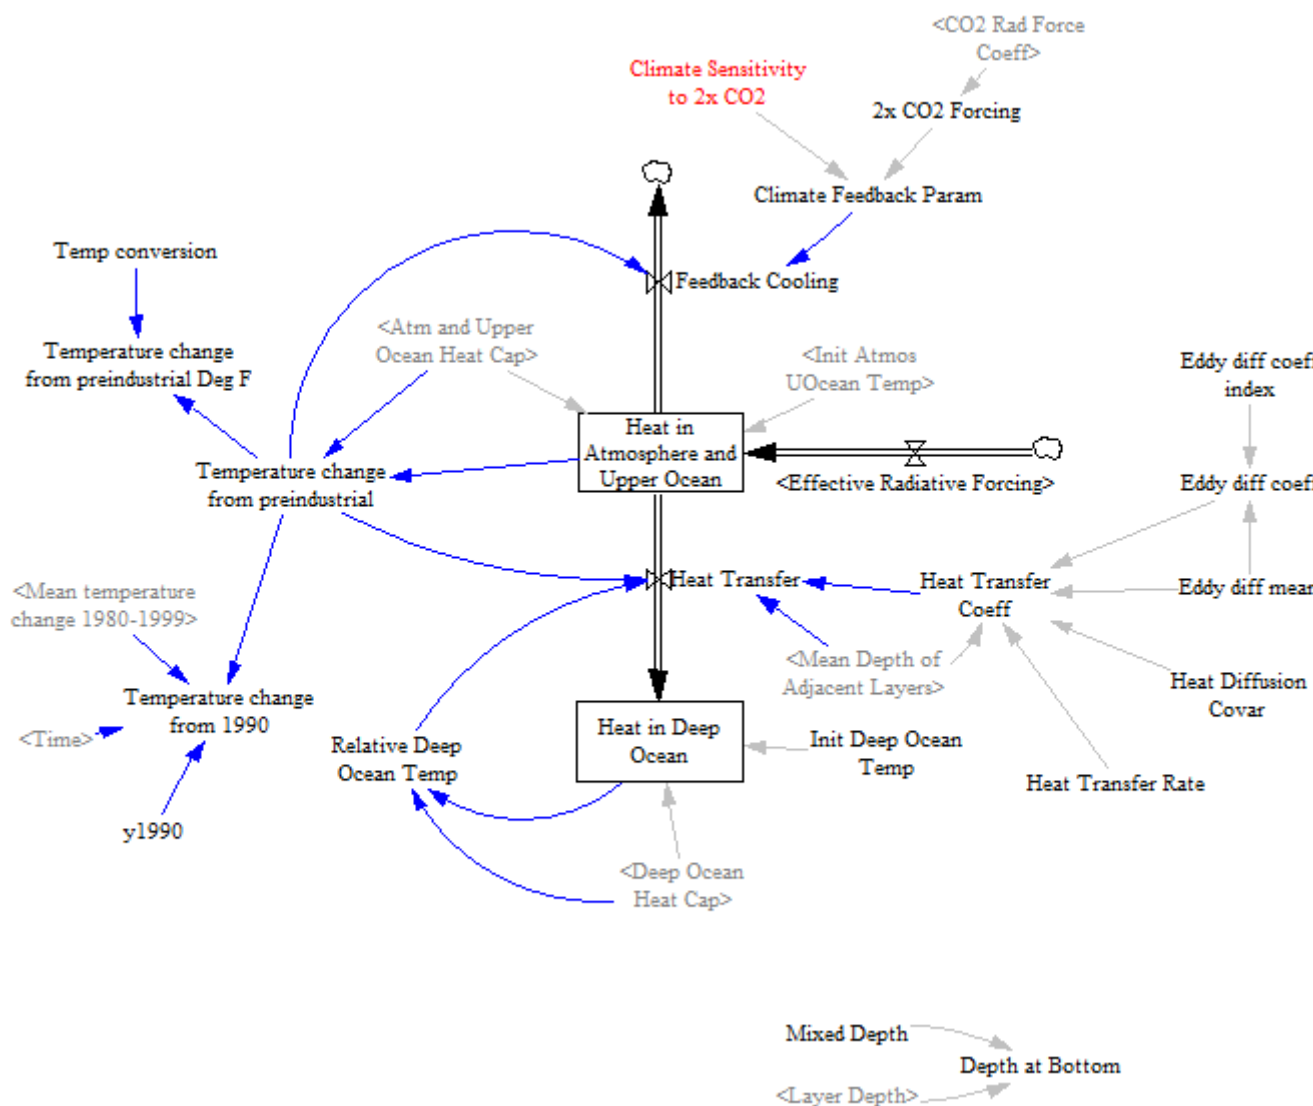 <CO2 Rad Force
Coeff>
Climate Sensitivity
to 2x CO2
2x CO2 Forcing
Climate Feedback Param
Temp conversion
Feedback Cooling
<Atm and Upper
Ocean Heat Cap>
Temperature change
from preindustrial Deg F
<Init Atmos
UOcean Temp>
Eddy diff coeff
index
Heat in
Atmosphere and
Upper Ocean
Temperature change
from preindustrial
<Effective Radiative Forcing>
Eddy diff coeff
Heat Transfer
Heat Transfer
Coeff
Eddy diff mean
<Mean temperature
change 1980-1999>
<Mean Depth of
Adjacent Layers>
Heat Diffusion
Covar
Temperature change
from 1990
<Time>
Heat in Deep
Ocean
Relative Deep
Ocean Temp
Init Deep Ocean
Temp
Heat Transfer Rate
y1990
<Deep Ocean
Heat Cap>
Mixed Depth
Depth at Bottom
<Layer Depth>